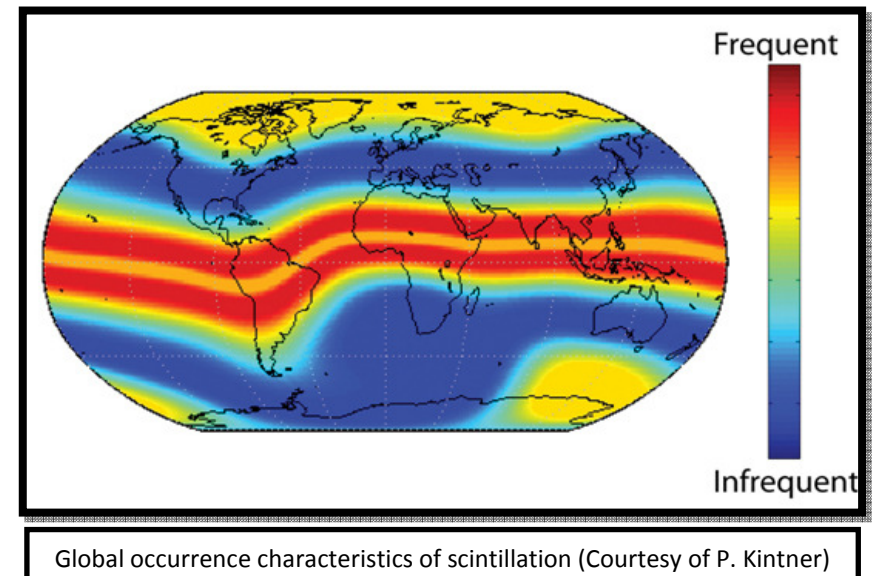 Frequent
Infrequent
Global occurrence characteristics of scintillation (Courtesy of P. Kintner)